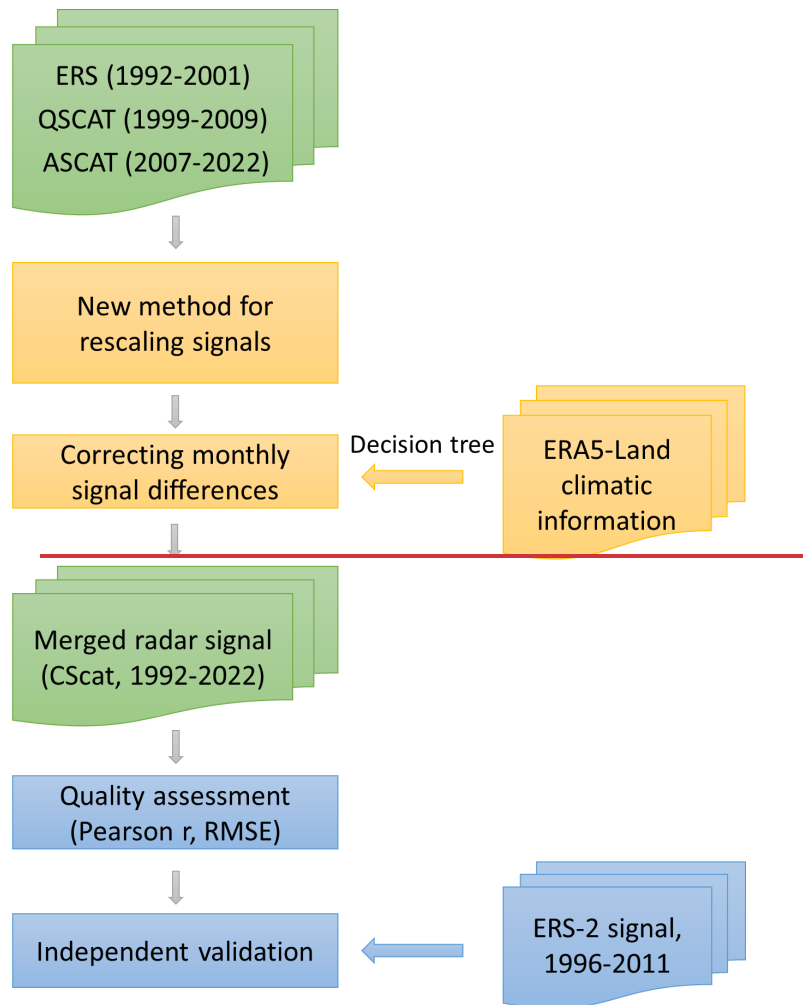 ERS (1992-2001)
QSCAT (1999-2009)
ASCAT (2007-2022)
New method for
rescaling signals
Correcting monthly
signal differences
Decision tree
ERA5-Land
climatic
information
Merged radar signal
(CScat, 1992-2022)
Quality assessment
(Pearson r, RMSE)
Independent validation
ERS-2 signal,
1996-2011